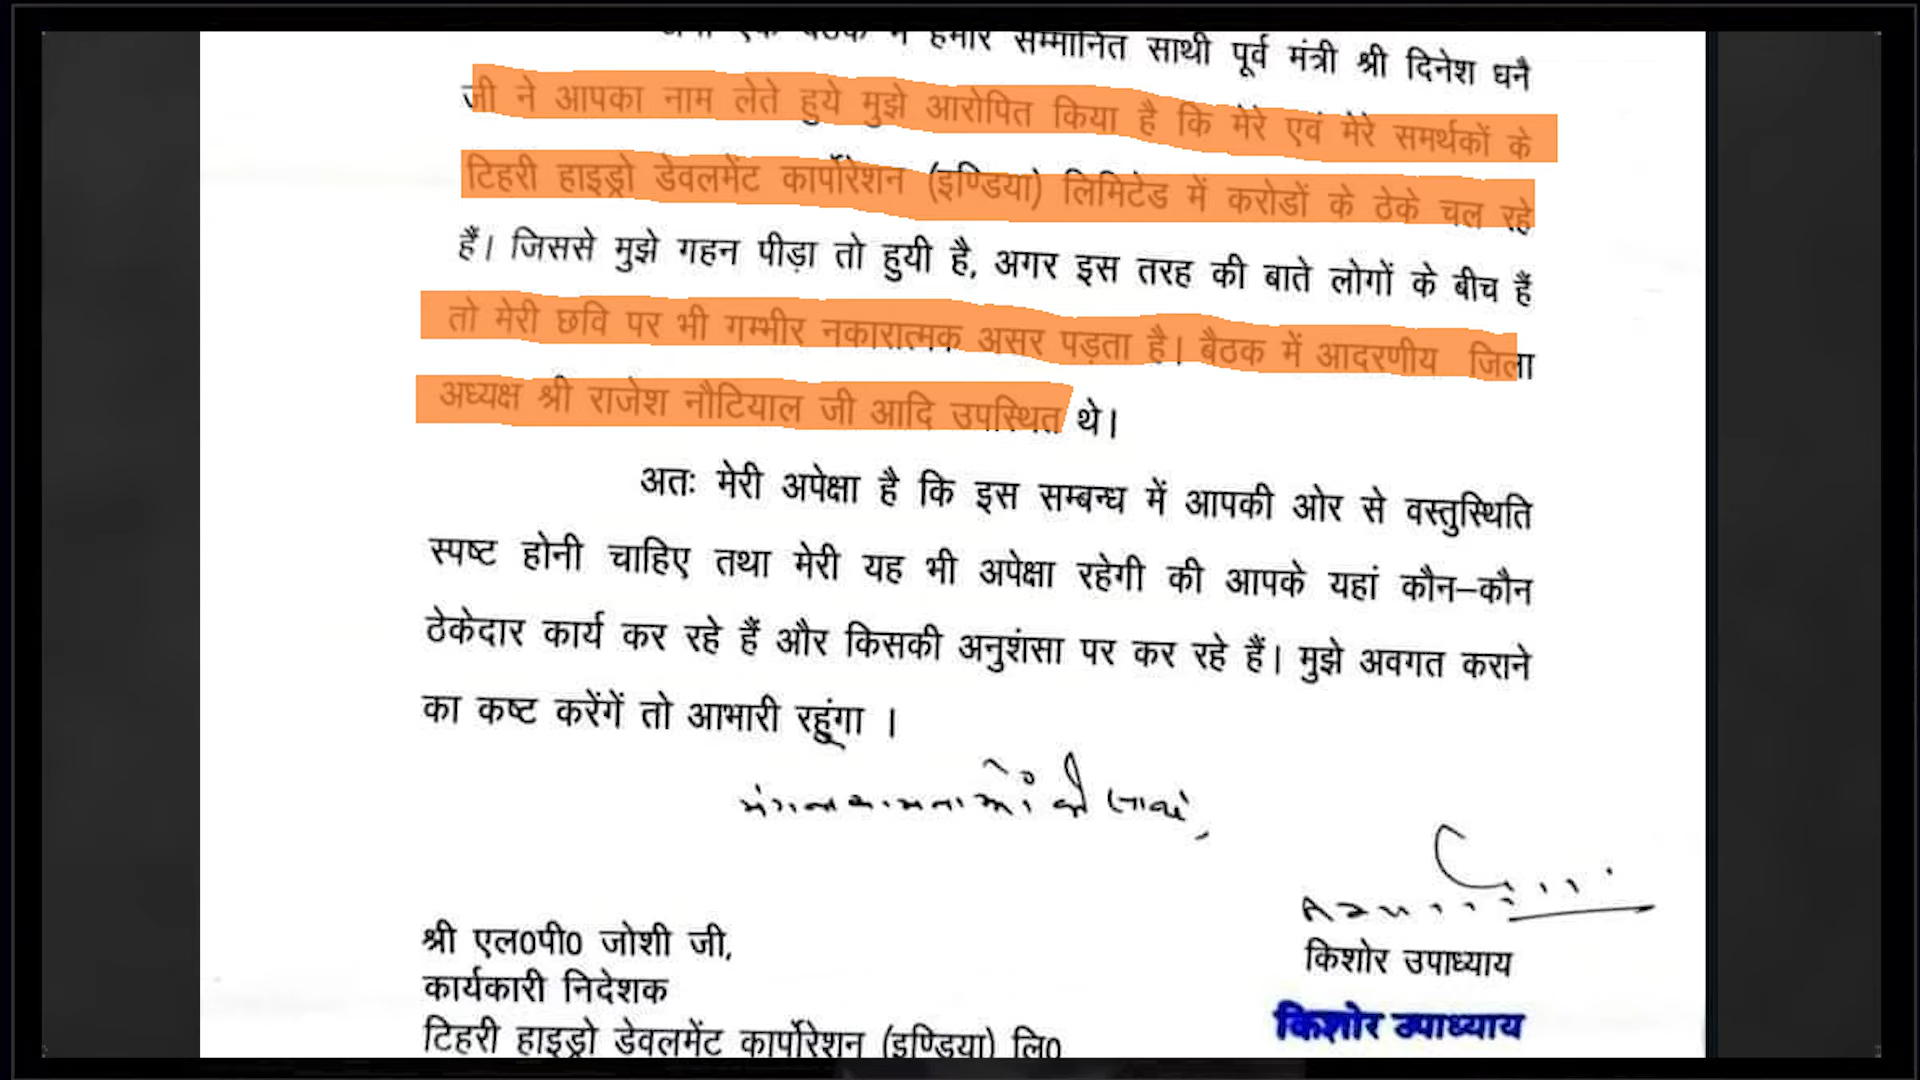 हमारे सम्मानित साथी पूर्व मंत्री श्री दिनेश धनै
जी ने आपका नाम लेते हुये मुझे आरोपित किया है कि मेरे एवं मेरे समर्थकों के
टिहरी हाइड्रो डेवलमेंट कार्पोरेशन (इण्डिया) लिमिटेड में करोडों के ठेके चल रहे
हैं। जिससे मुझे गहन पीड़ा तो हुयी है, अगर इस तरह की बाते लोगों के बीच हैं
तो मेरी छवि पर भी गम्भीर नकारात्मक असर पड़ता है। बैठक में आदरणीय जिला
अध्यक्ष श्री राजेश नौटियाल जी आदि उपस्थित थे।
अतः मेरी अपेक्षा है कि इस सम्बन्ध में आपकी ओर से वस्तुस्थिति
स्पष्ट होनी चाहिए तथा मेरी यह भी अपेक्षा रहेगी की आपके यहां कौन–कौन
ठेकेदार कार्य कर रहे हैं और किसकी अनुशंसा पर कर रहे हैं। मुझे अवगत कराने
का कष्ट करेंगें तो आभारी रहुंगा ।
किशोर उपाध्याय
किशोर उपाध्याय
श्री एल0पी0 जोशी जी,
कार्यकारी निदेशक
टिहरी हाइड्रो डेवलमेंट कार्पोरेशन (इण्डिया) लि0